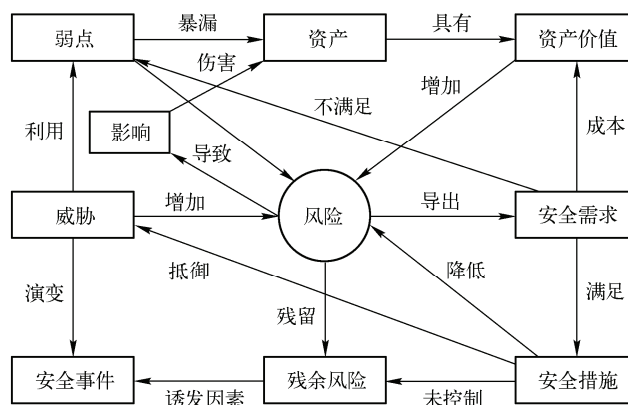 弱点
暴漏
资产
具有
资产价值
伤害
增加
不满足
利用
影响
成本
导致
威胁
增加
风险
导出
安全需求
抵御
降低
演变
残留
满足
安全事件
诱发因素
残余风险
未控制
安全措施